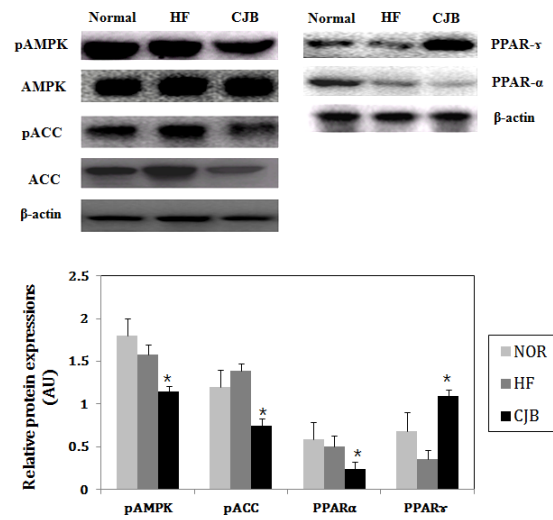 Normal HF CJB
pAMPK
AMPK
pACC
ACC
β-actin
Normal HF CJB
PPAR-ɤ
PPAR-α
β-actin
Relative protein expressions
(AU)
2.5
2
1.5
1
0.5
0
* * * *
pAMPK pACC PPARα PPARɤ
NOR
HF
CJB